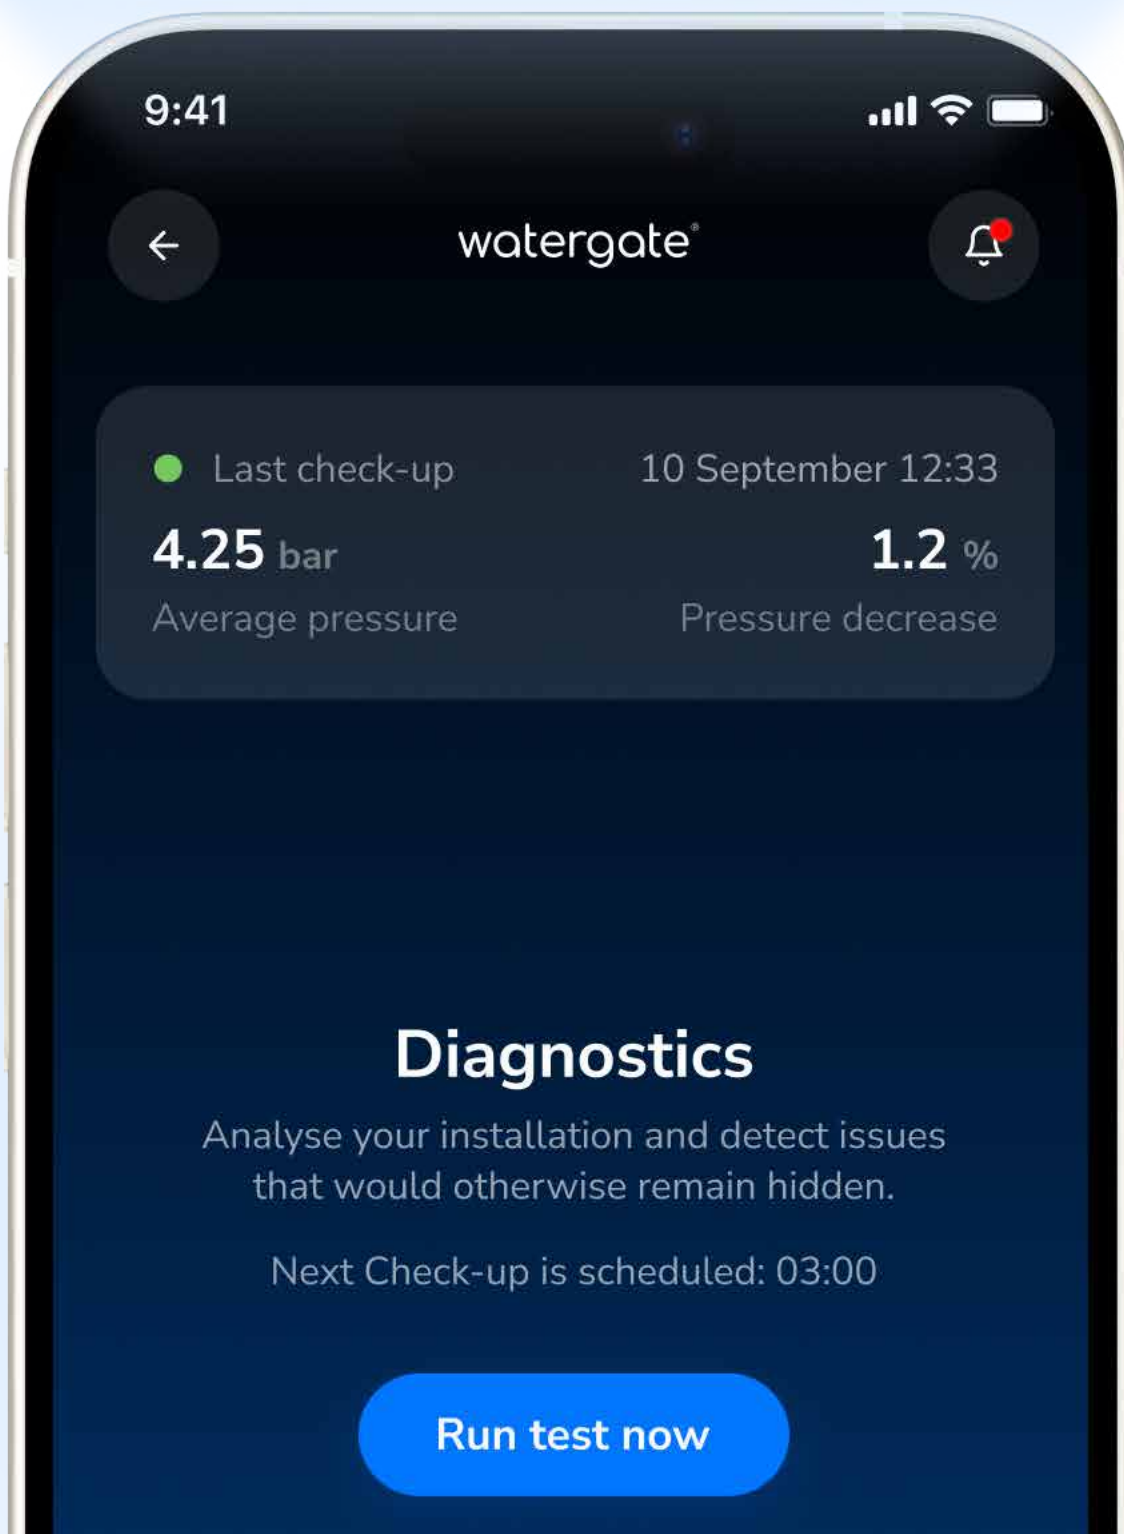 9:41
watergate®
Last check-up 10 September 12:33
4.25 bar 1.2 %
Average pressure Pressure decrease
Diagnostics
Analyse your installation and detect issues
that would otherwise remain hidden.
Next Check-up is scheduled: 03:00
Run test now